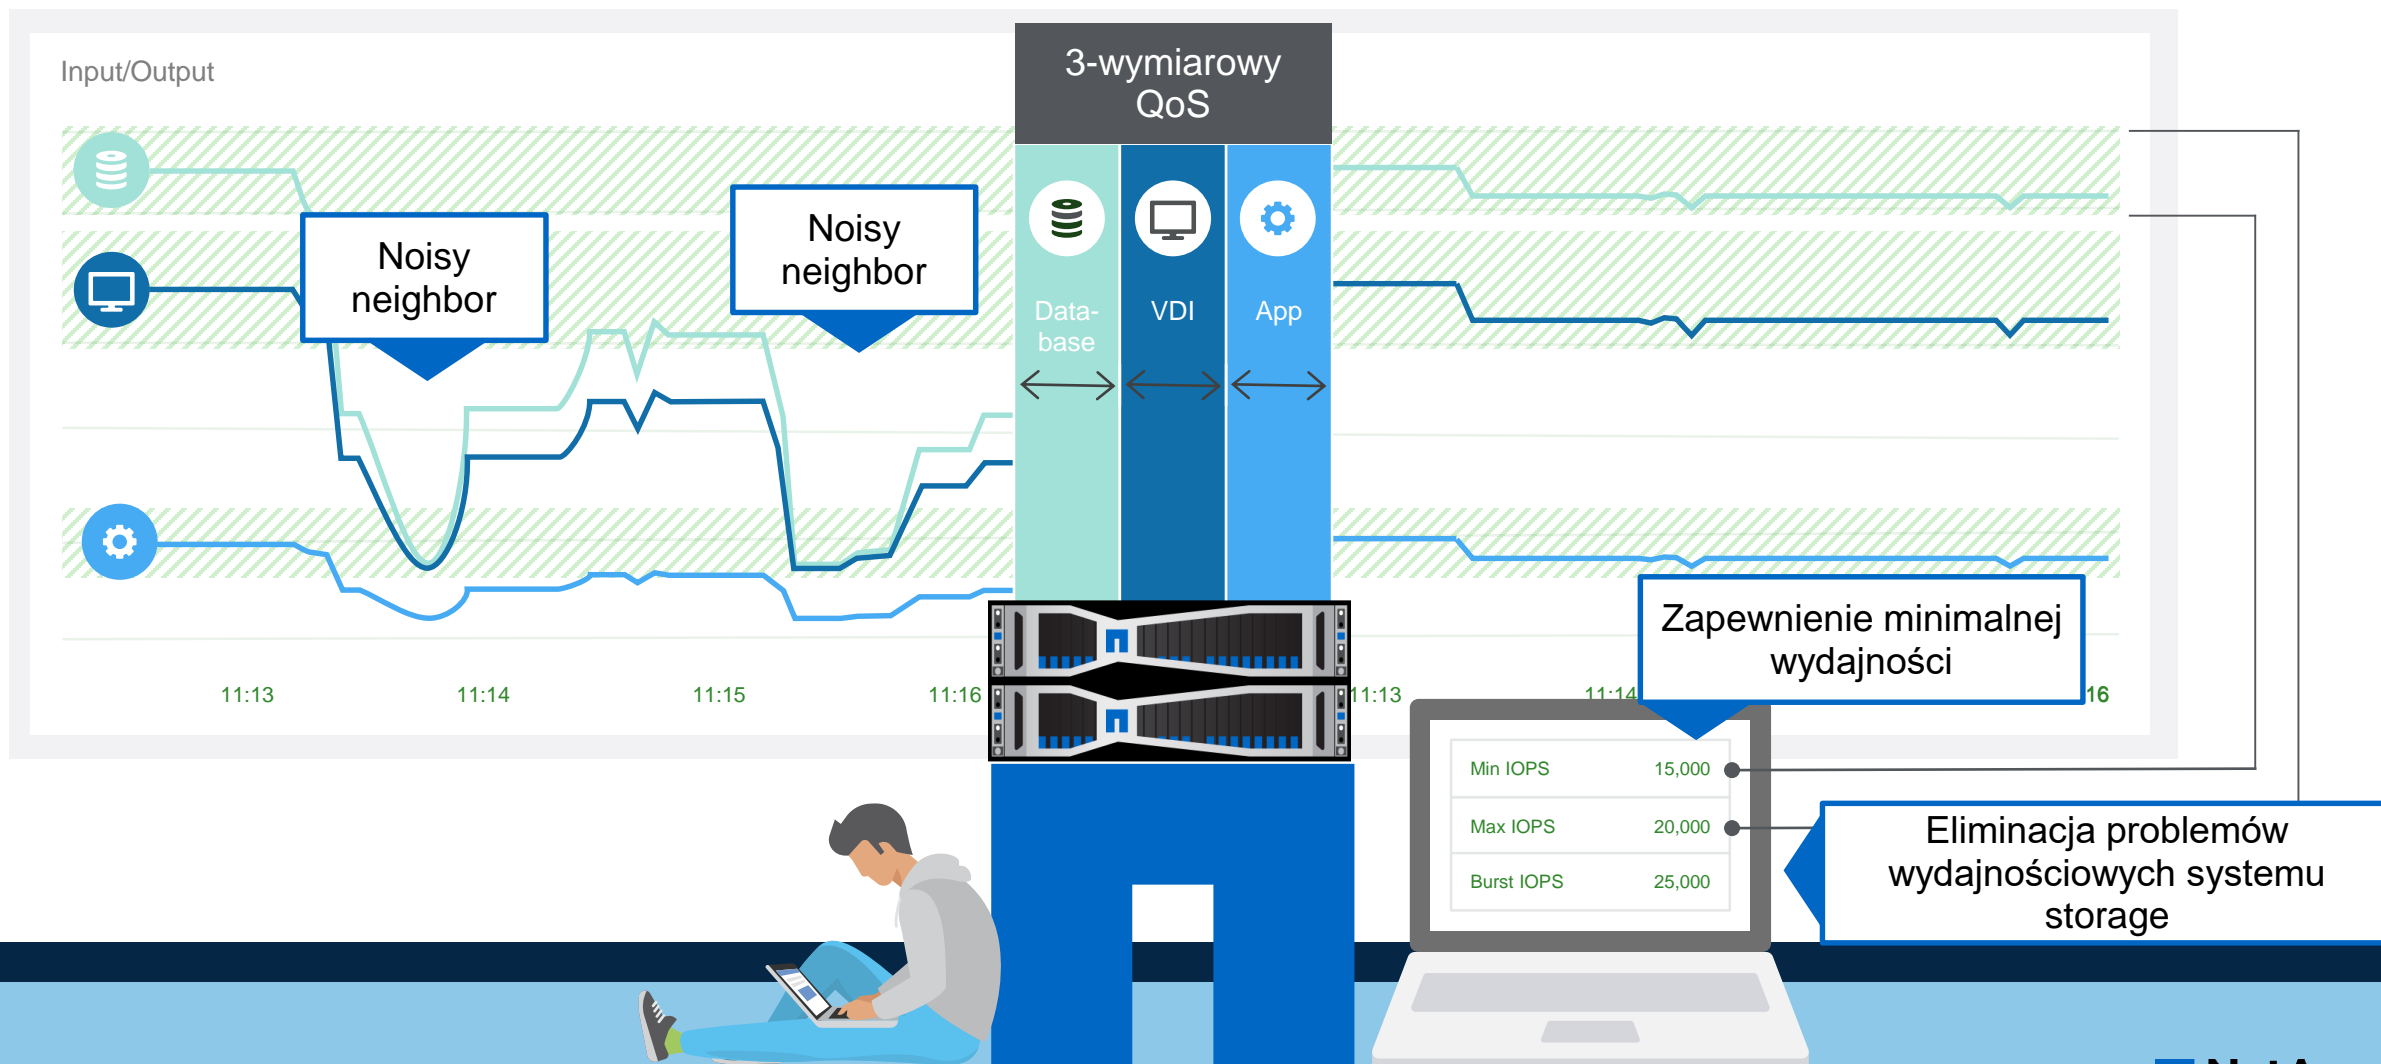 Input/Output
3-wymiarowy
QoS
Noisy
neighbor
Noisy
neighbor
Data-
base
VDI
App
11:13
11:14
11:15
11:16
11:13
11:14
16
Zapewnienie minimalnej
wydajności
Min IOPS 15,000
Max IOPS 20,000
Burst IOPS 25,000
Eliminacja problemów
wydajnościowych systemu
storage